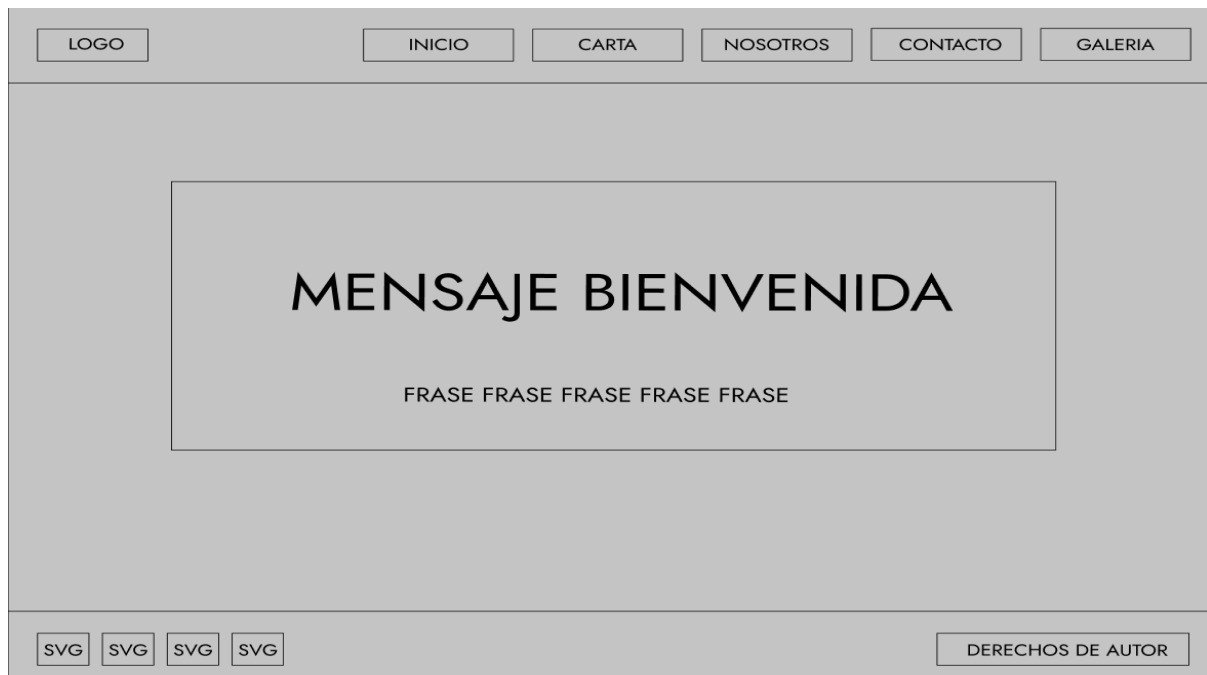 LOGO INICIO CARTA NOSOTROS CONTACTO GALERIA
MENSAJE BIENVENIDA
FRASE FRASE FRASE FRASE FRASE
SVG SVG SVG SVG DERECHOS DE AUTOR